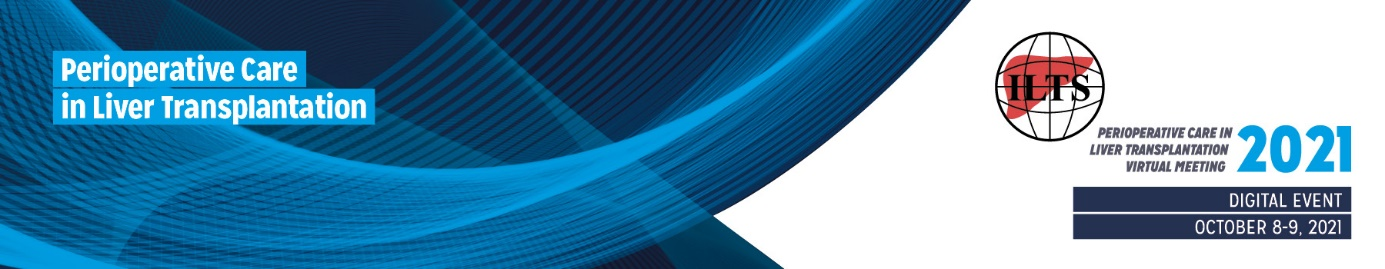 Perioperative Care
in Liver Transplantation
ILTS
PERIOPERATIVE CARE IN
LIVER TRANSPLANTATION
VIRTUAL MEETING
2021
DIGITAL EVENT
OCTOBER 8-9, 2021